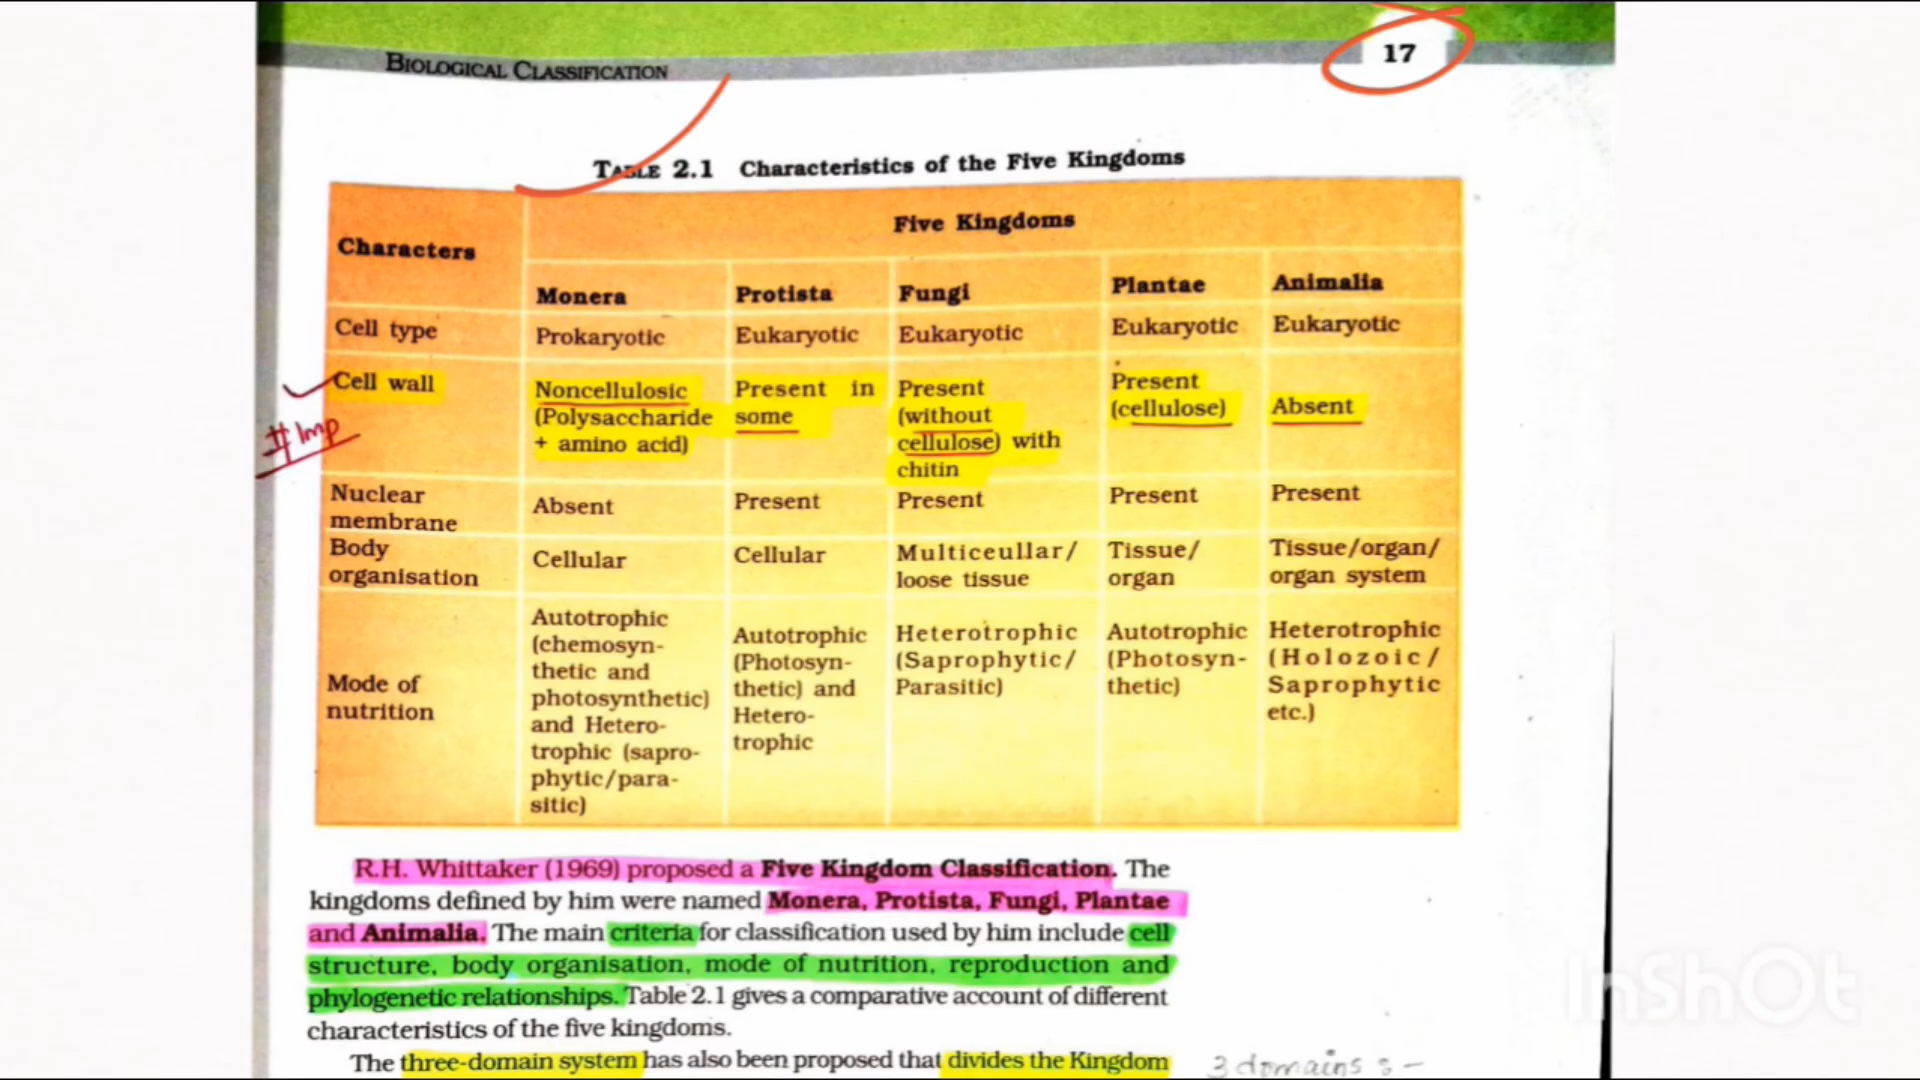 BIOLOGICAL CLASSIFICATION
17
TABLE 2.1 Characteristics of the Five Kingdoms
Characters
Five Kingdoms
Monera Protista Fungi Plantae Animalia
Cell type Prokaryotic Eukaryotic Eukaryotic Eukaryotic Eukaryotic
#Imp
Cell wall
Noncellulosic
(Polysaccharide
+ amino acid)
Present in
some
Present
(without
cellulose) with
chitin
Present
(cellulose)
Absent
Nuclear
membrane
Absent
Present
Present
Present
Present
Body
organisation
Cellular
Cellular
Multiceullar/
loose tissue
Tissue/
organ
Tissue/organ/
organ system
Mode of
nutrition
Autotrophic
(chemosyn-
thetic and
photosynthetic)
and Hetero-
trophic (sapro-
phytic/para-
sitic)
Autotrophic
(Photosyn-
thetic) and
Hetero-
trophic
Heterotrophic
(Saprophytic/
Parasitic)
Autotrophic
(Photosyn-
thetic)
Heterotrophic
(Holozoic/
Saprophytic
etc.)
R.H. Whittaker (1969) proposed a Five Kingdom Classification. The
kingdoms defined by him were named Monera, Protista, Fungi, Plantae
and Animalia. The main criteria for classification used by him include cell
structure, body organisation, mode of nutrition, reproduction and
phylogenetic relationships. Table 2.1 gives a comparative account of different
characteristics of the five kingdoms.
The three-domain system has also been proposed that divides the Kingdom
3 domains :-
InShOt